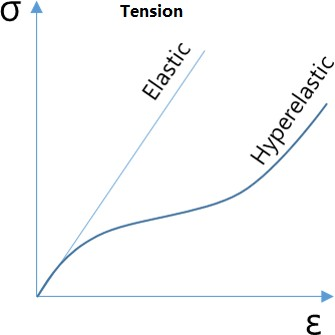 σ
Tension
Elastic
Hyperelastic
ε